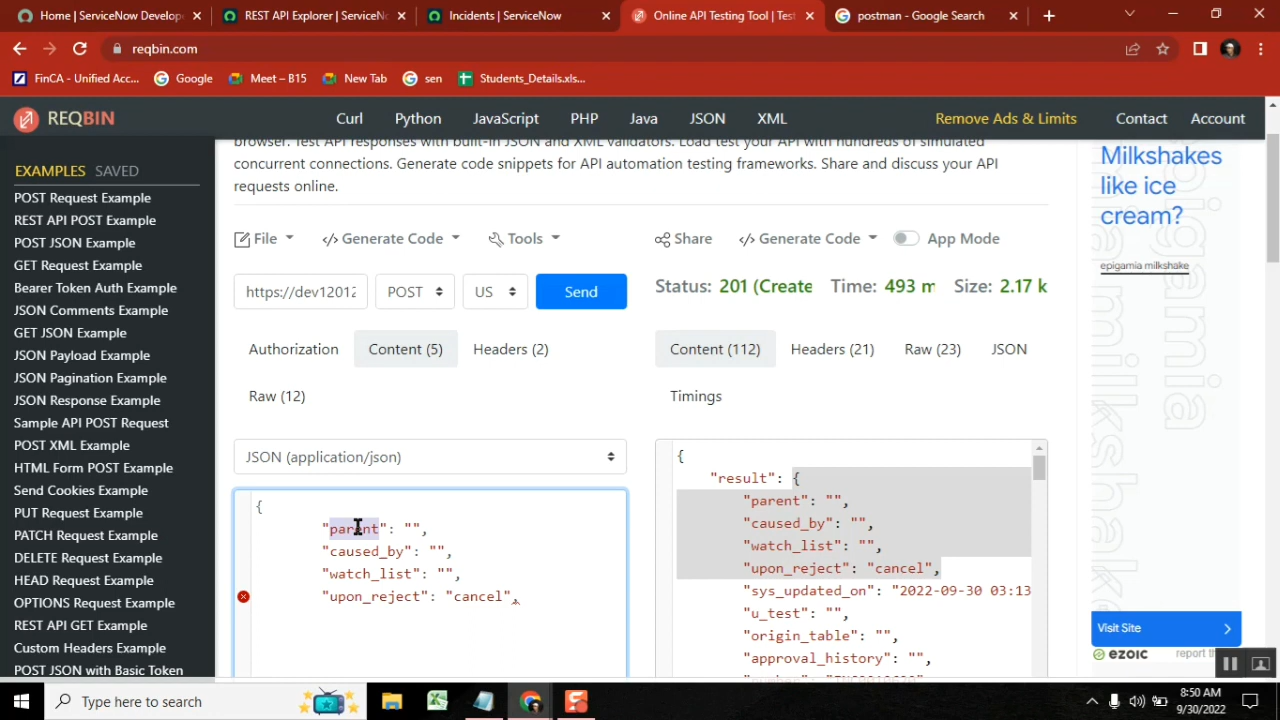 Home | ServiceNow Develope
REST API Explorer | ServiceNo
Incidents | ServiceNow
Online API Testing Tool | Test
postman - Google Search
reqbin.com
FinCA - Unified Acc...
Google
Meet – B15
New Tab
sen
Students_Details.xls...
REQBIN
Curl
Python
JavaScript
PHP
Java
JSON
XML
Remove Ads & Limits
Contact
Account
EXAMPLES SAVED
POST Request Example
REST API POST Example
POST JSON Example
GET Request Example
Bearer Token Auth Example
JSON Comments Example
GET JSON Example
JSON Payload Example
JSON Pagination Example
JSON Response Example
Sample API POST Request
POST XML Example
HTML Form POST Example
Send Cookies Example
PUT Request Example
PATCH Request Example
DELETE Request Example
HEAD Request Example
OPTIONS Request Example
REST API GET Example
Custom Headers Example
POST JSON with Basic Token
browser. Test API responses with built-in JSON and XML validators. Load test your API with hundreds of simulated
concurrent connections. Generate code snippets for API automation testing frameworks. Share and discuss your API
requests online.
File
</> Generate Code
Tools
Share
</> Generate Code
App Mode
https://dev12012
POST
US
Send
Status: 201 (Create
Time: 493 m
Size: 2.17 k
Authorization
Content (5)
Headers (2)
Raw (12)
Content (112)
Headers (21)
Raw (23)
JSON
Timings
JSON (application/json)
{
"parent": "",
"caused_by": "",
"watch_list": "",
"upon_reject": "cancel",
{
"result": {
"parent": "",
"caused_by": "",
"watch_list": "",
"upon_reject": "cancel",
"sys_updated_on": "2022-09-30 03:13
"u_test": "",
"origin_table": "",
"approval_history": "",
Milkshakes
like ice
cream?
epigamia milkshake
Visit Site
ezoic
report th
Type here to search
8:50 AM
9/30/2022